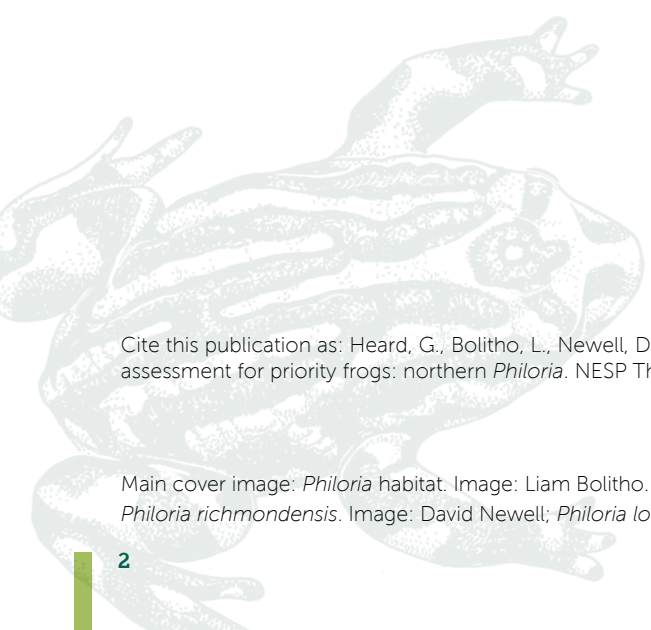 Cite this publication as: Heard, G., Bolitho, L., Newell, D
assessment for priority frogs: northern Philoria. NESP Th
Main cover image: Philoria habitat. Image: Liam Bolitho.
Philoria richmondensis. Image: David Newell; Philoria lo
2